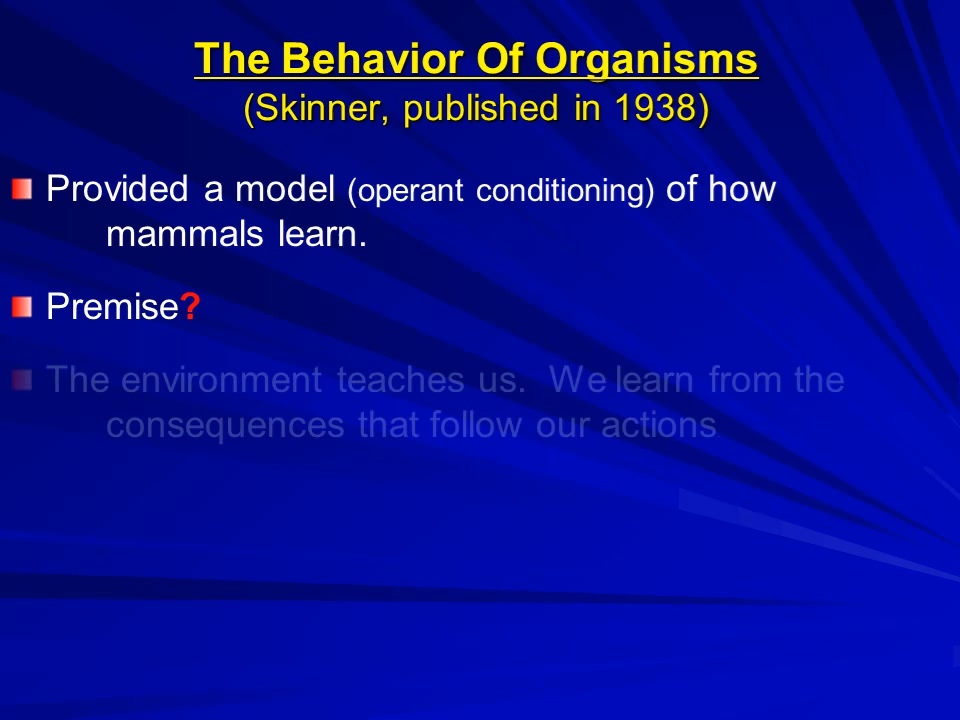 The Behavior Of Organisms
(Skinner, published in 1938)
Provided a model (operant conditioning) of how
mammals learn.
Premise?
The environment teaches us. We learn from the
consequences that follow our actions.